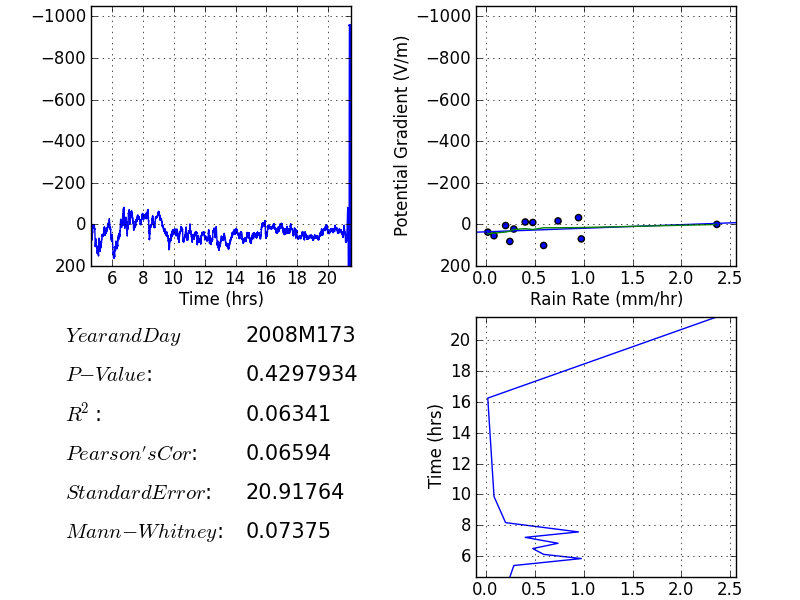 −1000
−800
−600
−400
−200
0
200
6 8 10 12 14 16 18 20
Time (hrs)
Potential Gradient (V/m)
−1000
−800
−600
−400
−200
0
200
0.0 0.5 1.0 1.5 2.0 2.5
Rain Rate (mm/hr)
YearandDay 2008M173
P−Value: 0.4297934
R²: 0.06341
Pearson'sCor: 0.06594
StandardError: 20.91764
Mann−Whitney: 0.07375
Time (hrs)
20
18
16
14
12
10
8
6
0.0 0.5 1.0 1.5 2.0 2.5